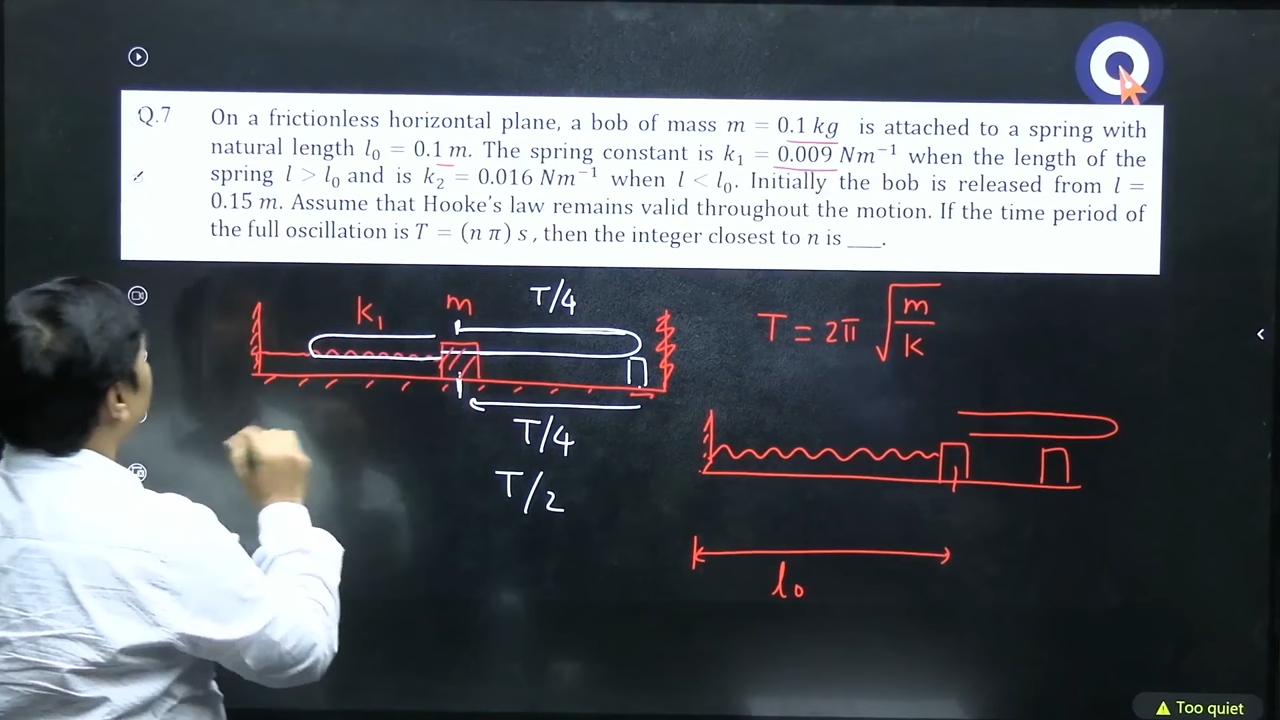 Q.7 On a frictionless horizontal plane, a bob of mass m = 0.1 kg is attached to a spring with
natural length l₀ = 0.1 m. The spring constant is k₁ = 0.009 Nm⁻¹ when the length of the
spring l > l₀ and is k₂ = 0.016 Nm⁻¹ when l < l₀. Initially the bob is released from l =
0.15 m. Assume that Hooke's law remains valid throughout the motion. If the time period of
the full oscillation is T = (n π) s, then the integer closest to n is ___.
k₁ m T/4
T = 2π √(m/k)
T/4
T/2
l₀
Too quiet